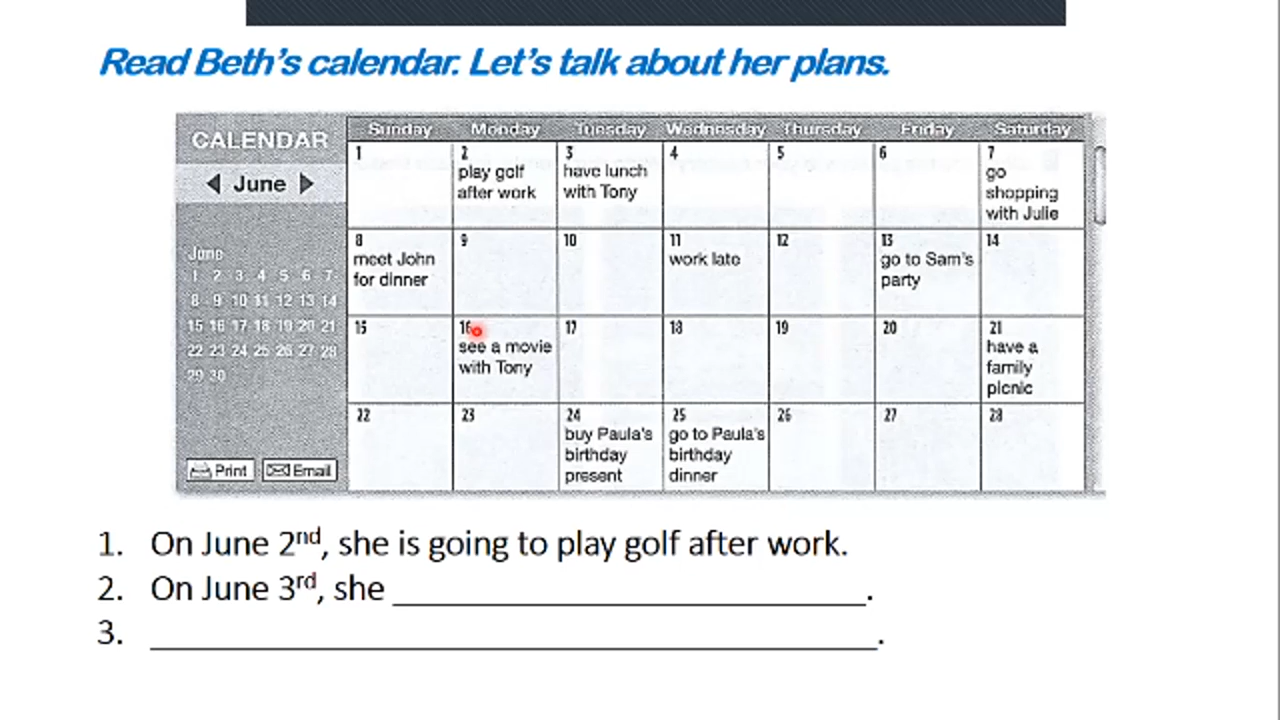 Read Beth's calendar. Let's talk about her plans.
CALENDAR
June
June
1 2 3 4 5 6 7
8 9 10 11 12 13 14
15 16 17 18 19 20 21
22 23 24 25 26 27 28
29 30
Print Email
Sunday Monday Tuesday Wednesday Thursday Friday Saturday
1
2
play golf
after work
3
have lunch
with Tony
4
5
6
7
go
shopping
with Julie
8
meet John
for dinner
9
10
11
work late
12
13
go to Sam's
party
14
15
16
see a movie
with Tony
17
18
19
20
21
have a
family
picnic
22
23
24
buy Paula's
birthday
present
25
go to Paula's
birthday
dinner
26
27
28
1. On June 2nd, she is going to play golf after work.
2. On June 3rd, she ______________________________.
3. ______________________________________________.